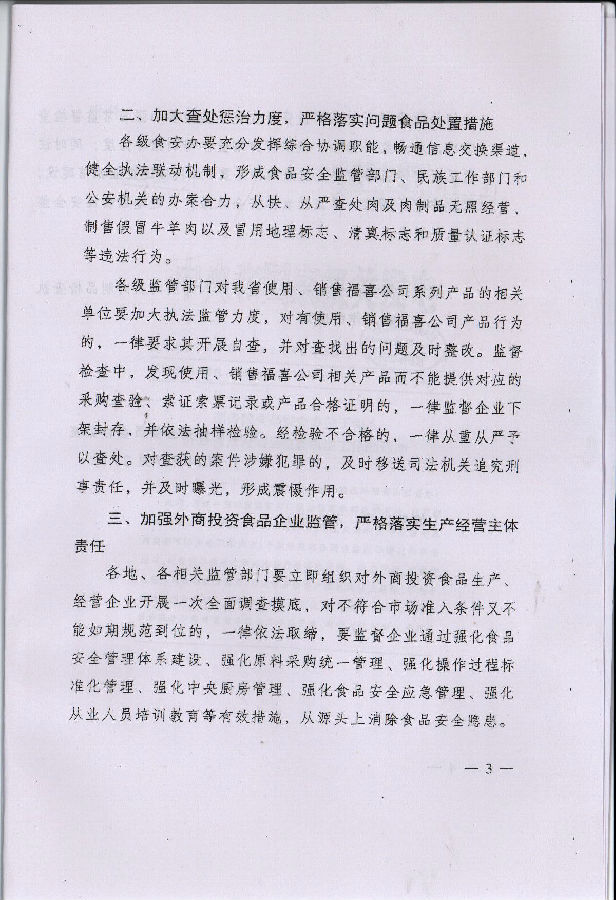 二、加大查处惩治力度，严格落实问题食品处置措施
各级食安办要充分发挥综合协调职能，畅通信息交换渠道，
健全执法联动机制，形成食品安全监管部门、民族工作部门和
公安机关的办案合力，从快、从严查处肉及肉制品无照经营、
制售假冒牛羊肉以及冒用地理标志、清真标志和质量认证标志
等违法行为。
各级监管部门对我省使用、销售福喜公司系列产品的相关
单位要加大执法监管力度，对有使用、销售福喜公司产品行为
的，一律要求其开展自查，并对查找出的问题及时整改。监督
检查中，发现使用、销售福喜公司相关产品而不能提供对应的
采购查验、索证索票记录或产品合格证明的，一律监督企业下
架封存，并依法抽样检验。经检验不合格的，一律从重从严予
以查处。对查获的案件涉嫌犯罪的，及时移送司法机关追究刑
事责任，并及时曝光，形成震慑作用。
三、加强外商投资食品企业监管，严格落实生产经营主体
责任
各地、各相关监管部门要立即组织对外商投资食品生产、
经营企业开展一次全面调查摸底，对不符合市场准入条件又不
能如期规范到位的，一律依法取缔，要监督企业通过强化食品
安全管理体系建设、强化原料采购统一管理、强化操作过程标
准化管理、强化中央厨房管理、强化食品安全应急管理、强化
从业人员培训教育等有效措施，从源头上消除食品安全隐患。
— 3 —